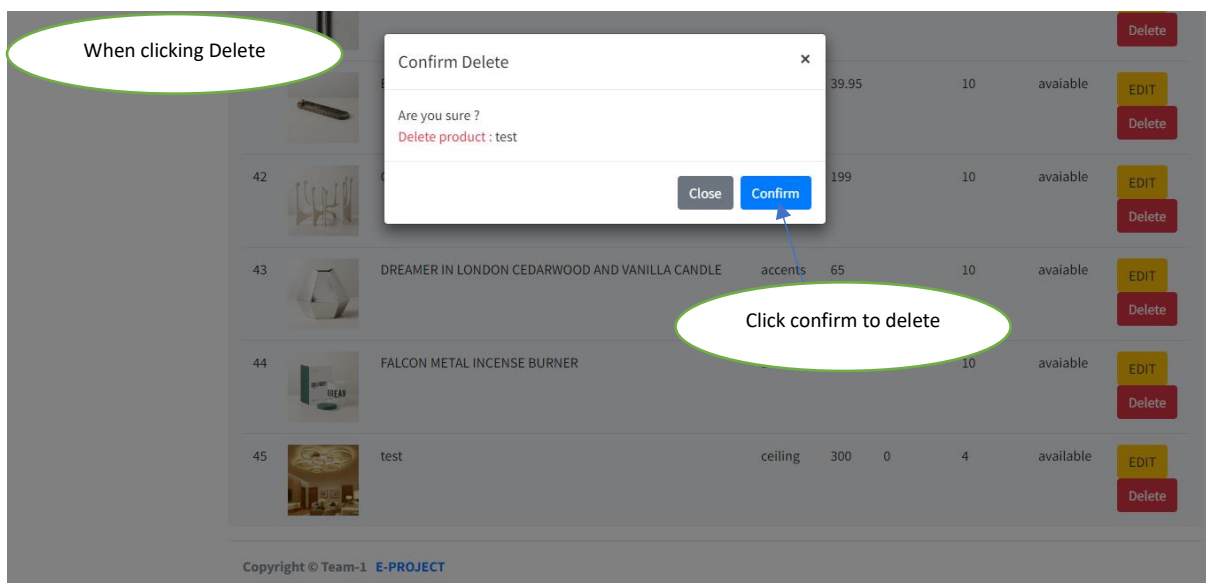 When clicking Delete
Delete
Confirm Delete ×
Are you sure ?
Delete product : test
Close Confirm
39.95 10 avaiable EDIT
Delete
42 199 10 avaiable EDIT
Delete
43 DREAMER IN LONDON CEDARWOOD AND VANILLA CANDLE accents 65 10 avaiable EDIT
Delete
Click confirm to delete
44 FALCON METAL INCENSE BURNER 10 avaiable EDIT
Delete
45 test ceiling 300 0 4 available EDIT
Delete
Copyright © Team-1 E-PROJECT